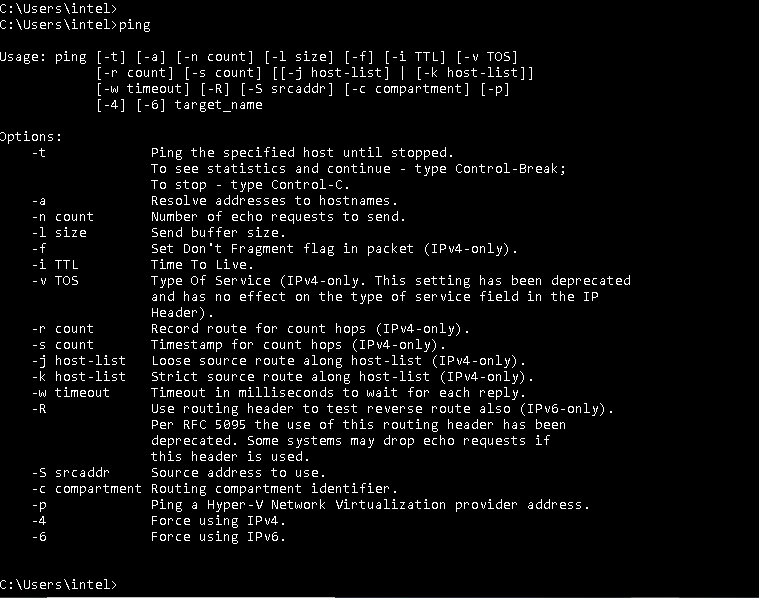 C:\Users\intel>
C:\Users\intel>ping

Usage: ping [-t] [-a] [-n count] [-l size] [-f] [-i TTL] [-v TOS]
            [-r count] [-s count] [[-j host-list] | [-k host-list]]
            [-w timeout] [-R] [-S srcaddr] [-c compartment] [-p]
            [-4] [-6] target_name

Options:
    -t             Ping the specified host until stopped.
                   To see statistics and continue - type Control-Break;
                   To stop - type Control-C.
    -a             Resolve addresses to hostnames.
    -n count       Number of echo requests to send.
    -l size        Send buffer size.
    -f             Set Don't Fragment flag in packet (IPv4-only).
    -i TTL         Time To Live.
    -v TOS         Type Of Service (IPv4-only. This setting has been deprecated
                   and has no effect on the type of service field in the IP
                   Header).
    -r count       Record route for count hops (IPv4-only).
    -s count       Timestamp for count hops (IPv4-only).
    -j host-list   Loose source route along host-list (IPv4-only).
    -k host-list   Strict source route along host-list (IPv4-only).
    -w timeout     Timeout in milliseconds to wait for each reply.
    -R             Use routing header to test reverse route also (IPv6-only).
                   Per RFC 5095 the use of this routing header has been
                   deprecated. Some systems may drop echo requests if
                   this header is used.
    -S srcaddr     Source address to use.
    -c compartment Routing compartment identifier.
    -p             Ping a Hyper-V Network Virtualization provider address.
    -4             Force using IPv4.
    -6             Force using IPv6.

C:\Users\intel>